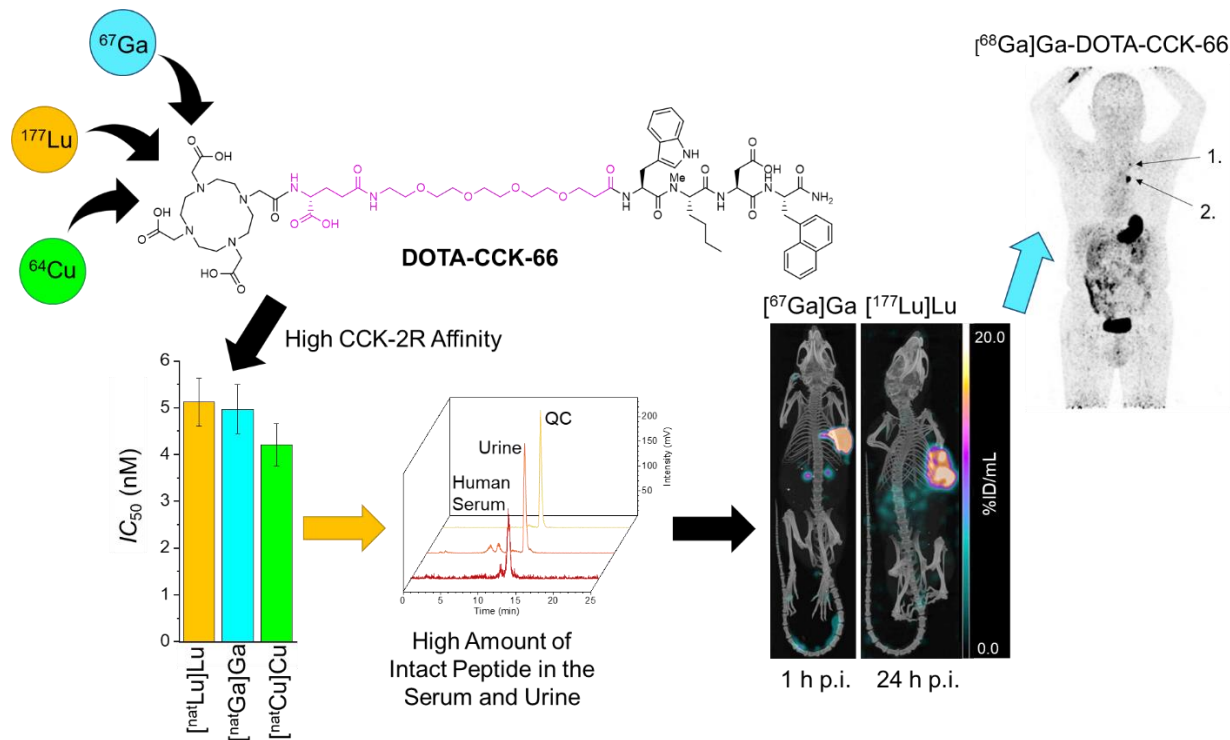 ⁶⁷Ga
¹⁷⁷Lu
⁶⁴Cu
O
OH
O
HO
N
N
N
N
O
OH
O
HO
O
H
N
O
OH
O
H
N
O
O
O
O
O
H
N
NH
O
Me
N
O
OH
O
H
N
O
H
N
O
NH₂
DOTA-CCK-66
[⁶⁸Ga]Ga-DOTA-CCK-66
1.
2.
High CCK-2R Affinity
IC₅₀ (nM)
6
5
4
3
2
1
0
[ⁿᵃᵗLu]Lu
[ⁿᵃᵗGa]Ga
[ⁿᵃᵗCu]Cu
QC
Urine
Human
Serum
200
150
100
50
Intensity (mV)
0
5
10
15
20
25
Time (min)
High Amount of
Intact Peptide in the
Serum and Urine
[⁶⁷Ga]Ga
[¹⁷⁷Lu]Lu
20.0
%ID/mL
0.0
1 h p.i.
24 h p.i.